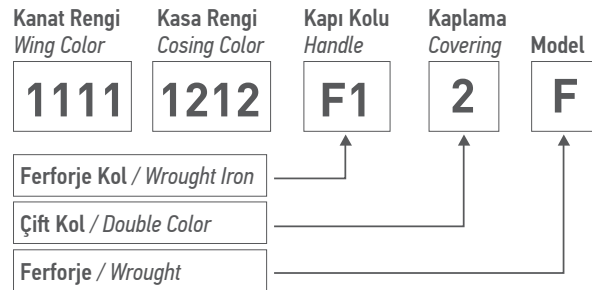 Kanat Rengi
Wing Color
Kasa Rengi
Cosing Color
Kapı Kolu
Handle
Kaplama
Covering
Model
1111 1212 F1 2 F
Ferforje Kol / Wrought Iron
Çift Kol / Double Color
Ferforje / Wrought